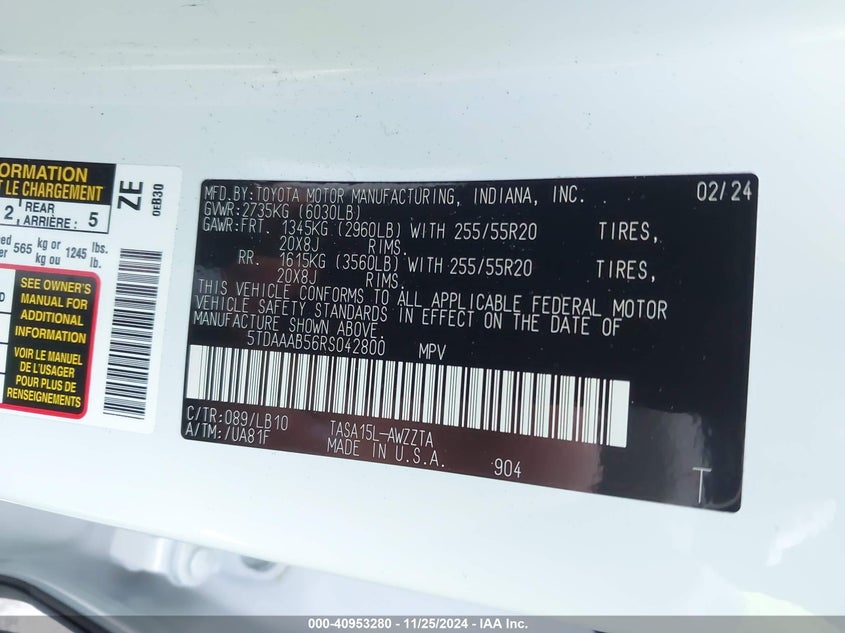 ORMATION
T LE CHARGEMENT
2 REAR ARRIÈRE: 5
565 kg or 1245 lbs.
kg ou lb.
SEE OWNER'S
MANUAL FOR
ADDITIONAL
INFORMATION
VOIR LE MANUEL
DE L'USAGER
POUR PLUS DE
RENSEIGNEMENTS
ZE
0EB30
MFD.BY:TOYOTA MOTOR MANUFACTURING, INDIANA, INC. 02/24
GVWR:2735KG (6030LB)
GAWR:FRT. 1345KG (2960LB) WITH 255/55R20 TIRES,
20X8J RIMS.
RR. 1615KG (3560LB) WITH 255/55R20 TIRES,
20X8J RIMS.
THIS VEHICLE CONFORMS TO ALL APPLICABLE FEDERAL MOTOR
VEHICLE SAFETY STANDARDS IN EFFECT ON THE DATE OF
MANUFACTURE SHOWN ABOVE.
5TDAAAB56RS042800 MPV
C/TR:089/LB10 TASA15L-AWZZTA
A/TM:/UA81F MADE IN U.S.A. 904
T
000-40953280 - 11/25/2024 - IAA Inc.